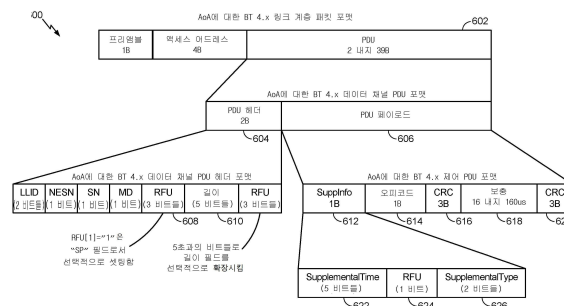 600
AoA에 대한 BT 4.x 링크 계층 패킷 포맷
602
프리앰블
1B
액세스 어드레스
4B
PDU
2 내지 39B
AoA에 대한 BT 4.x 데이터 채널 PDU 포맷
PDU 헤더
2B
PDU 페이로드
604
606
AoA에 대한 BT 4.x 데이터 채널 PDU 헤더 포맷
LLID
(2 비트들)
NESN
(1 비트)
SN
(1 비트)
MD
(1 비트)
RFU
(3 비트들)
길이
(5 비트들)
RFU
(3 비트들)
608
610
RFU[1]="1"은
"SP" 필드로서
선택적으로 셋팅함
5초과의 비트들로
길이 필드를
선택적으로 확장시킴
AoA에 대한 BT 4.x 제어 PDU 포맷
SuppInfo
1B
오피코드
1B
CRC
3B
보충
16 내지 160us
CRC
3B
612
614
616
618
SupplementalTime
(5 비트들)
RFU
(1 비트)
SupplementalType
(2 비트들)
622
624
626